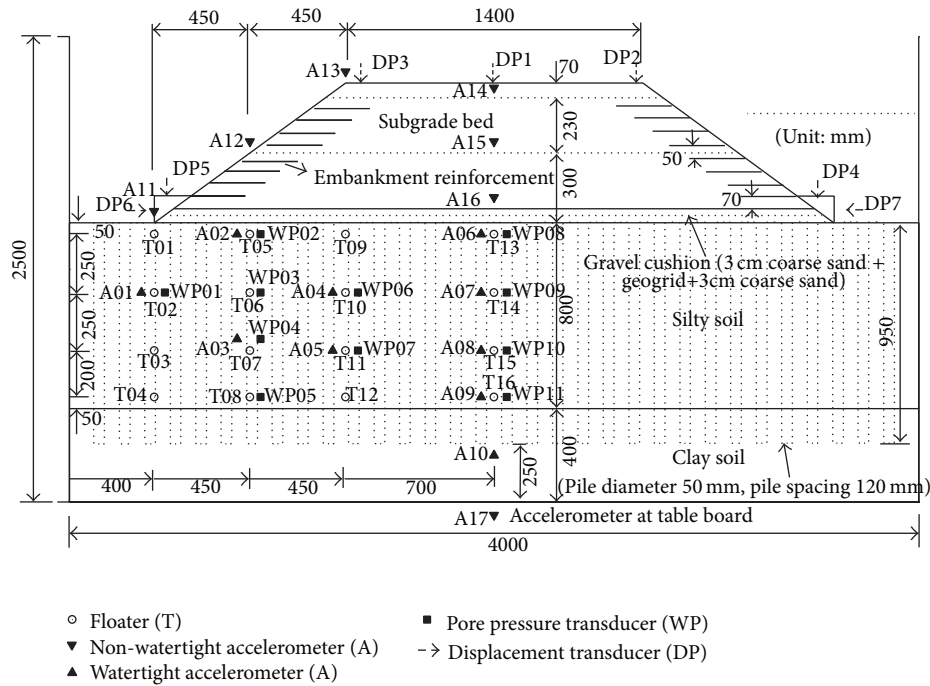 450 450 1400
A13 DP3 DP1 DP2 70
A14
Subgrade bed 230 (Unit: mm)
A12 A15 50
DP5 Embankment reinforcement 300 DP4
A11 A16 70
DP6 DP7
50 T01 A02 T05 WP02 T09 A06 T13 WP08
Gravel cushion (3 cm coarse sand +
geogrid+3cm coarse sand)
2500 250 WP03
A01 WP01 T02 T06 A04 WP06 T10 A07 WP09 T14
800 Silty soil 950
250 WP04
T03 A03 T07 A05 WP07 T11 A08 WP10 T15
200 T16
T04 T08 WP05 T12 A09 WP11
50 400
A10 250 Clay soil
400 450 450 700
(Pile diameter 50 mm, pile spacing 120 mm)
A17 Accelerometer at table board
4000
Floater (T)
Non-watertight accelerometer (A)
Watertight accelerometer (A)
Pore pressure transducer (WP)
Displacement transducer (DP)